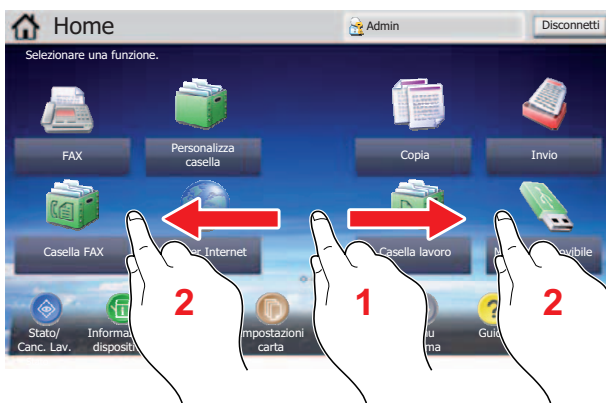 Home
Admin
Disconnetti
Selezionare una funzione.
FAX
Personalizza
casella
Copia
Invio
Casella FAX
Internet
Casella lavoro
2
1
2
Stato/
Canc. Lav.
carta